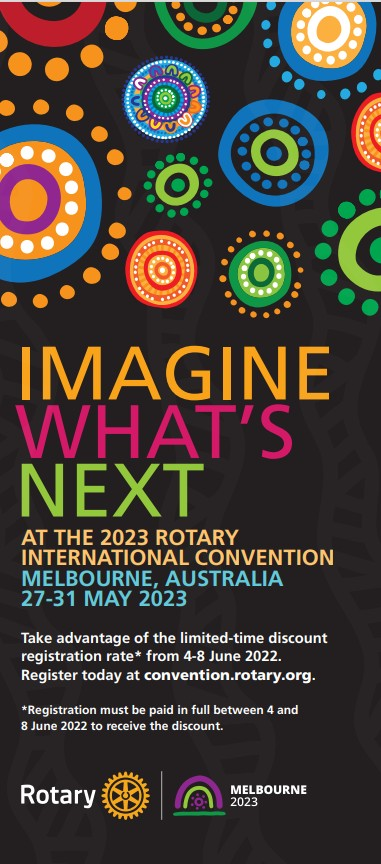 IMAGINE
WHAT'S
NEXT
AT THE 2023 ROTARY
INTERNATIONAL CONVENTION
MELBOURNE, AUSTRALIA
27-31 MAY 2023
Take advantage of the limited-time discount
registration rate* from 4-8 June 2022.
Register today at convention.rotary.org.
*Registration must be paid in full between 4 and
8 June 2022 to receive the discount.
Rotary
MELBOURNE
2023